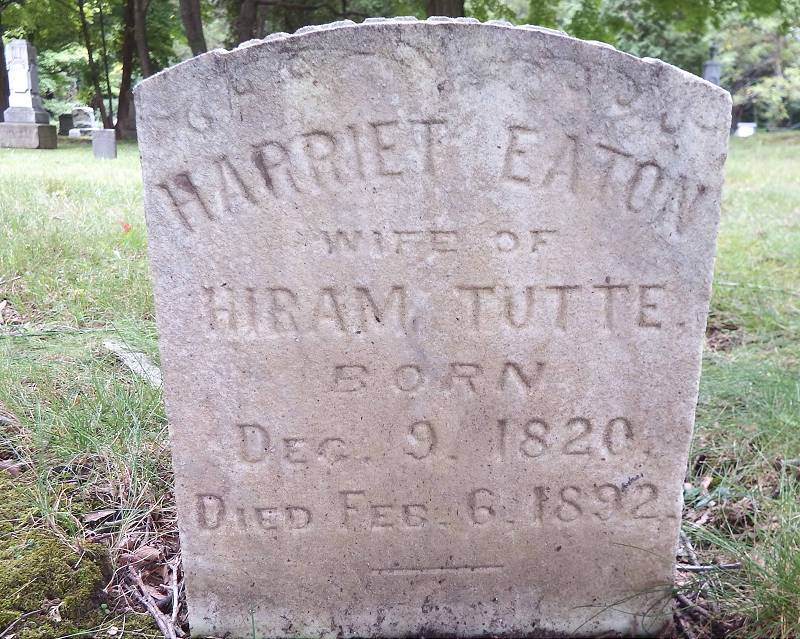 HARRIET EATON
WIFE OF
HIRAM TUTTE.
BORN
DEC. 9. 1820.
DIED FEB. 6. 1892.